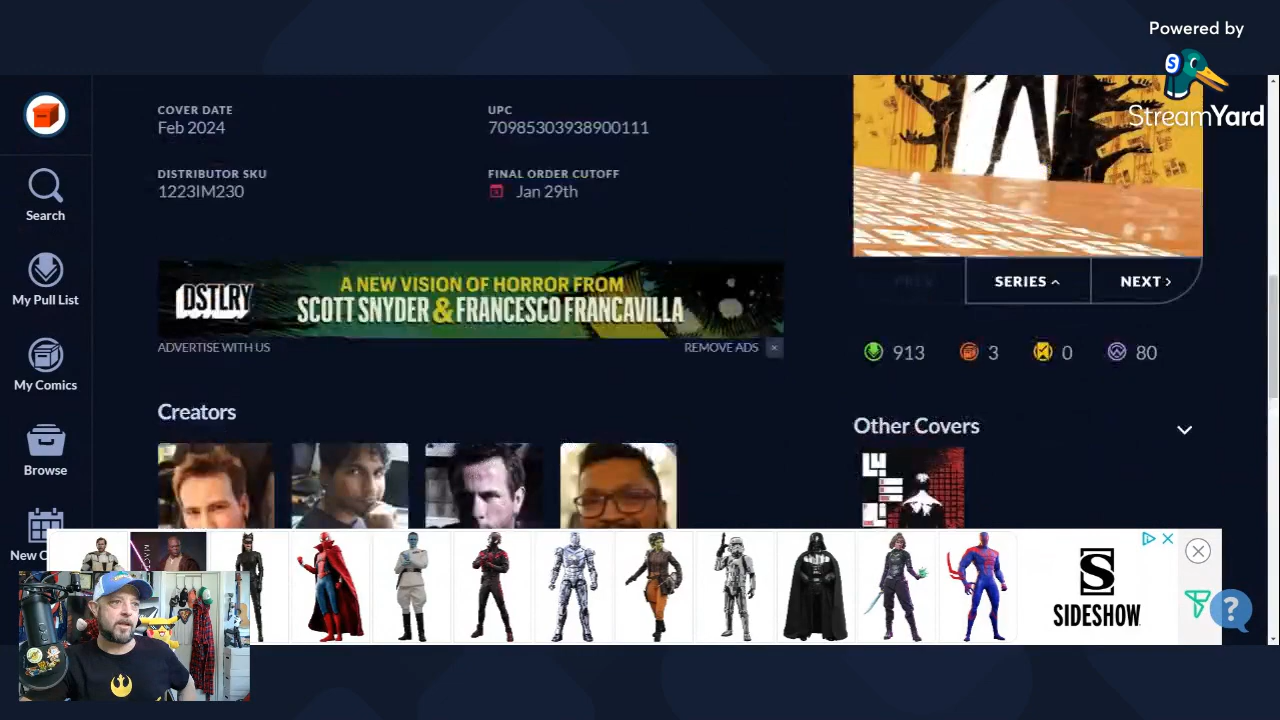 Powered by
StreamYard
COVER DATE
Feb 2024
UPC
70985303938900111
DISTRIBUTOR SKU
1223IM230
FINAL ORDER CUTOFF
Jan 29th
Search
My Pull List
My Comics
Browse
DSTLRY
A NEW VISION OF HORROR FROM
SCOTT SNYDER & FRANCESCO FRANCAVILLA
ADVERTISE WITH US
REMOVE ADS
PREV
SERIES
NEXT
913
3
0
80
Creators
Other Covers
New C
S
SIDESHOW
?